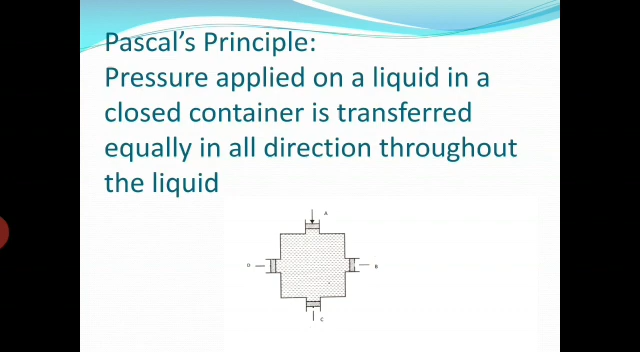 Pascal's Principle:
Pressure applied on a liquid in a
closed container is transferred
equally in all direction throughout
the liquid
A
D
B
C